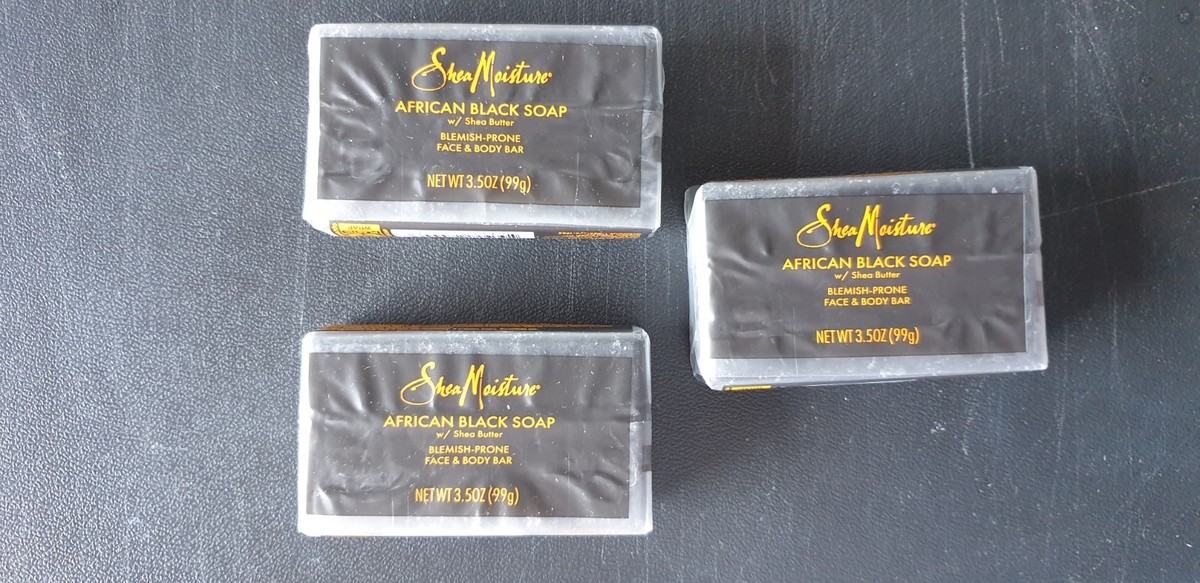 SheaMoisture
AFRICAN BLACK SOAP
w/ Shea Butter
BLEMISH-PRONE
FACE & BODY BAR
NET WT 3.5OZ (99g)
SheaMoisture
AFRICAN BLACK SOAP
w/ Shea Butter
BLEMISH-PRONE
FACE & BODY BAR
NET WT 3.5OZ (99g)
SheaMoisture
AFRICAN BLACK SOAP
w/ Shea Butter
BLEMISH-PRONE
FACE & BODY BAR
NET WT 3.5OZ (99g)